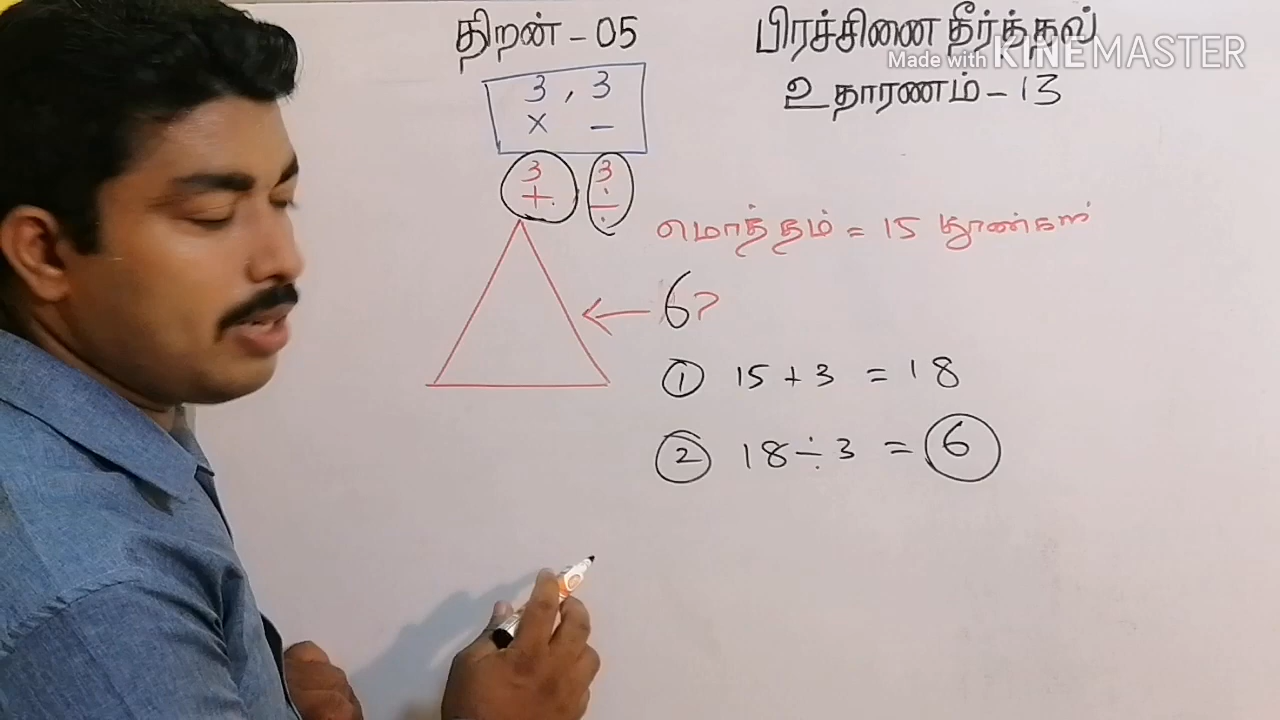 திறன் - 05
பிரச்சினை தீர்த்தல்
Made with KINEMASTER
உதாரணம் - 13
3 , 3
× −
3 3
+ ÷
மொத்தம் = 15 தூண்கள்
6?
① 15 + 3 = 18
② 18 ÷ 3 = 6